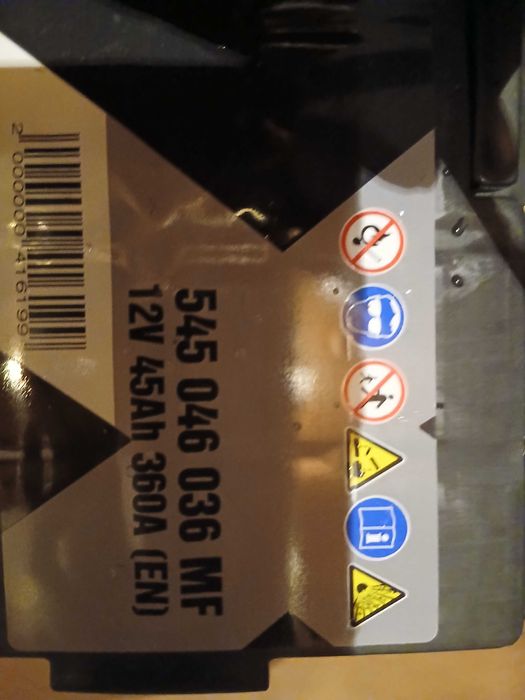 545 046 036 MF
12V 45Ah 360A (EN)
2 000000 416199